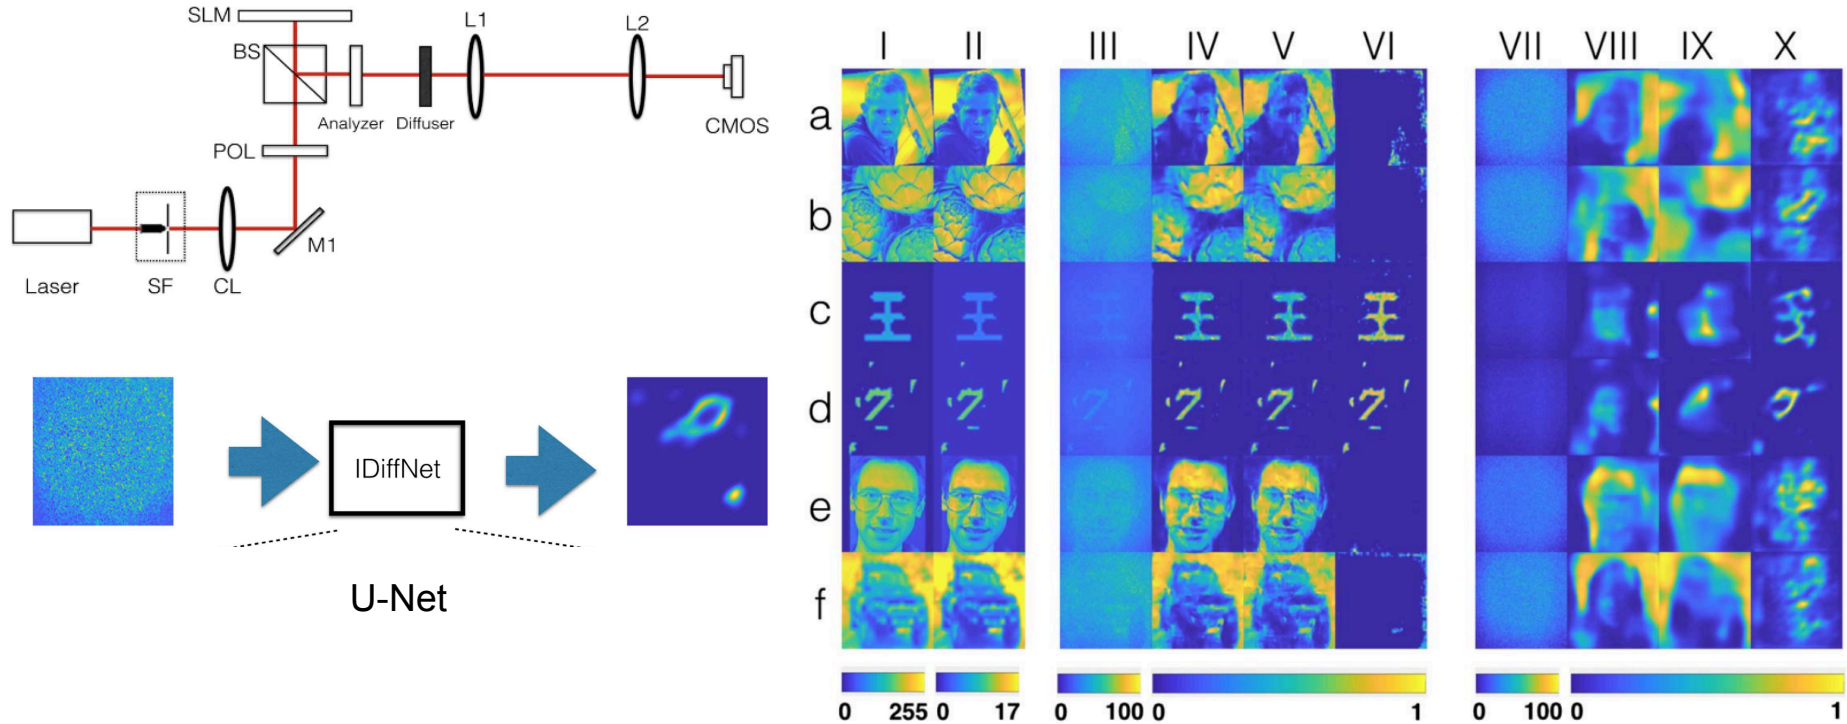 SLM
BS
L1
L2
Analyzer
Diffuser
CMOS
POL
M1
Laser
SF
CL
IDiffNet
U-Net
I II III IV V VI VII VIII IX X
a
b
c
d
e
f
0 255 0 17 0 100 0 1 0 100 0 1